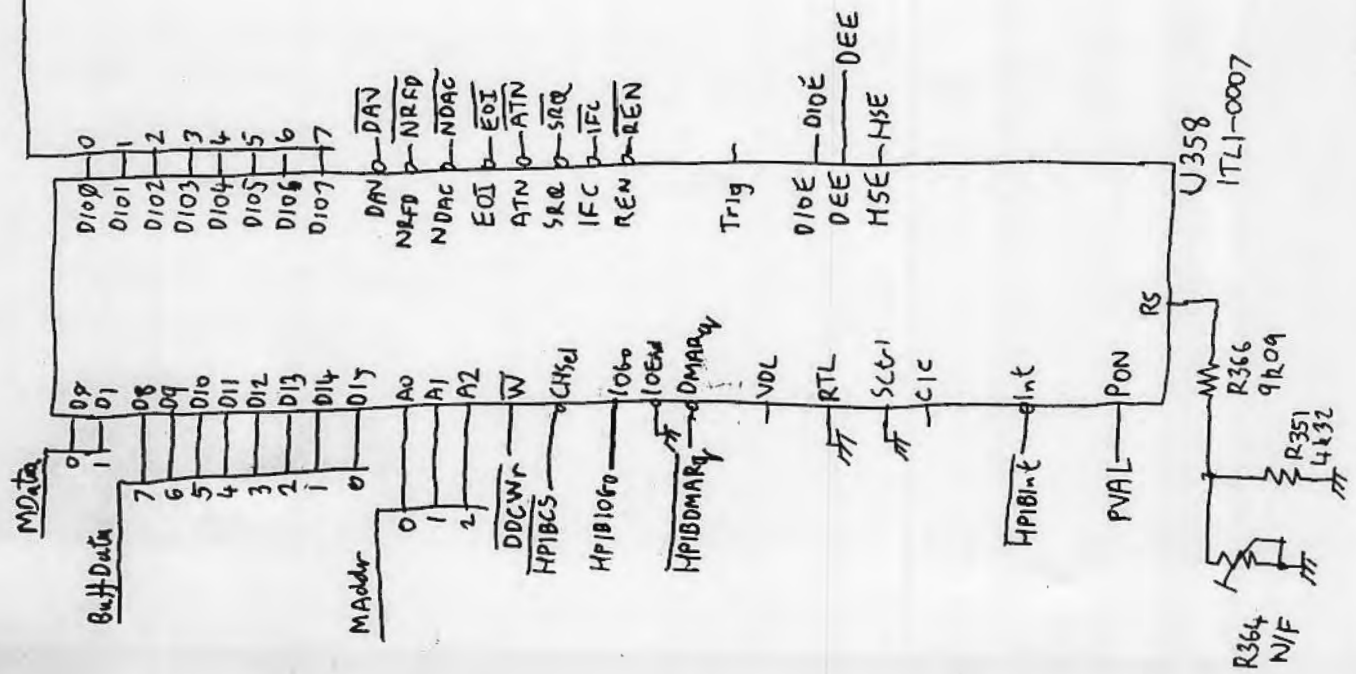 MData
0
1
D0
D1
BuffData
7
6
5
4
3
2
1
0
D8
D9
D10
D11
D12
D13
D14
D15
MAddr
0
1
2
A0
A1
A2
DDCWr
W
HPIBCS
CHSel
HPIBIOGO
IOGO
IOEnd
HPIBDMARq
DMARq
VOL
RTL
SCtrl
CIC
HPIBInt
Int
PVAL
PON
DIO0
DIO1
DIO2
DIO3
DIO4
DIO5
DIO6
DIO7
0
1
2
3
4
5
6
7
DAV
DAV
NRFD
NRFD
NDAC
NDAC
EOI
EOI
ATN
ATN
SRQ
SRQ
IFC
IFC
REN
REN
Trig
DIOE
DIOE
DEE
DEE
HSE
HSE
RS
U358
1TL1-0007
R366
9k09
R351
4k32
R364
N/F